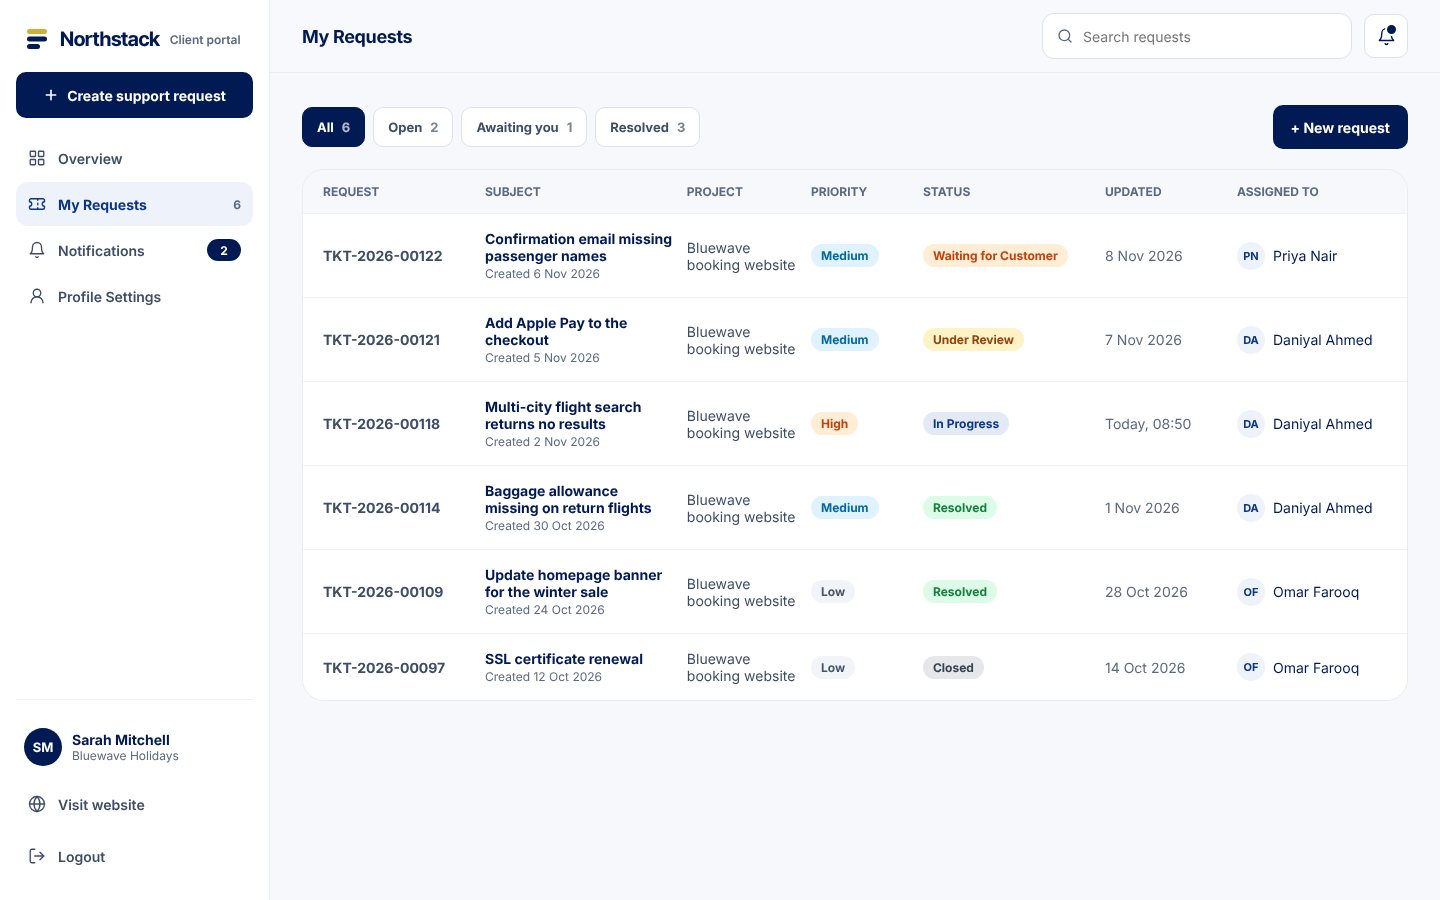 Northstack Client portal
+ Create support request
Overview
My Requests 6
Notifications 2
Profile Settings
Sarah Mitchell
SM
Bluewave Holidays
Visit website
Logout
My Requests
Search requests
All 6
Open 2
Awaiting you 1
Resolved 3
+ New request
REQUEST SUBJECT PROJECT PRIORITY STATUS UPDATED ASSIGNED TO
TKT-2026-00122
Confirmation email missing
passenger names
Created 6 Nov 2026
Bluewave
booking website
Medium
Waiting for Customer
8 Nov 2026
PN Priya Nair
TKT-2026-00121
Add Apple Pay to the
checkout
Created 5 Nov 2026
Bluewave
booking website
Medium
Under Review
7 Nov 2026
DA Daniyal Ahmed
TKT-2026-00118
Multi-city flight search
returns no results
Created 2 Nov 2026
Bluewave
booking website
High
In Progress
Today, 08:50
DA Daniyal Ahmed
TKT-2026-00114
Baggage allowance
missing on return flights
Created 30 Oct 2026
Bluewave
booking website
Medium
Resolved
1 Nov 2026
DA Daniyal Ahmed
TKT-2026-00109
Update homepage banner
for the winter sale
Created 24 Oct 2026
Bluewave
booking website
Low
Resolved
28 Oct 2026
OF Omar Farooq
TKT-2026-00097
SSL certificate renewal
Created 12 Oct 2026
Bluewave
booking website
Low
Closed
14 Oct 2026
OF Omar Farooq